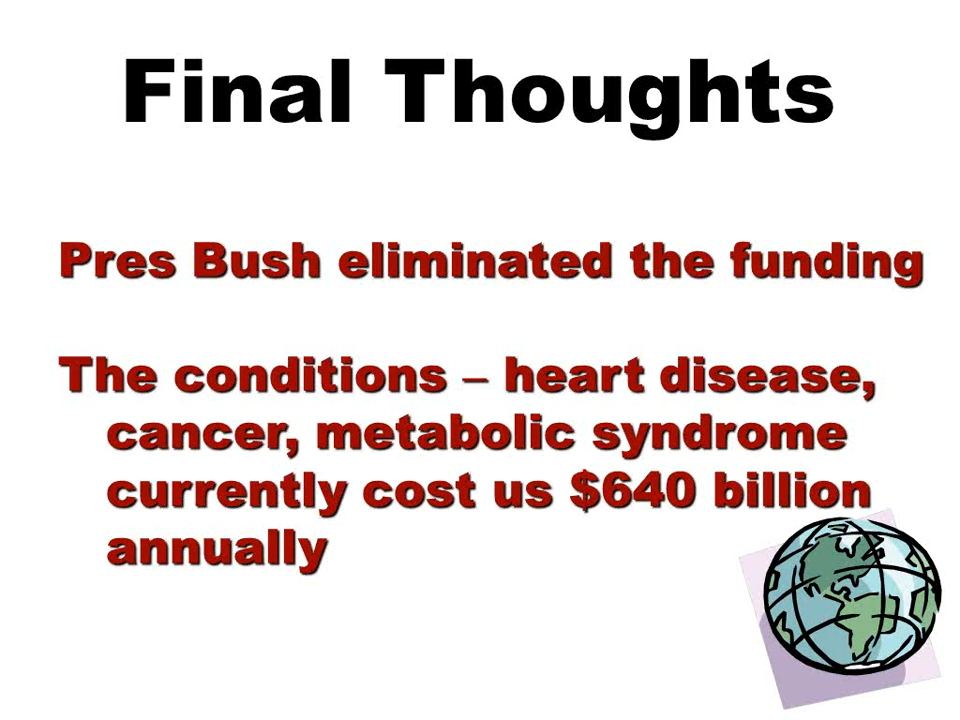 Final Thoughts
Pres Bush eliminated the funding
The conditions – heart disease,
cancer, metabolic syndrome
currently cost us $640 billion
annually